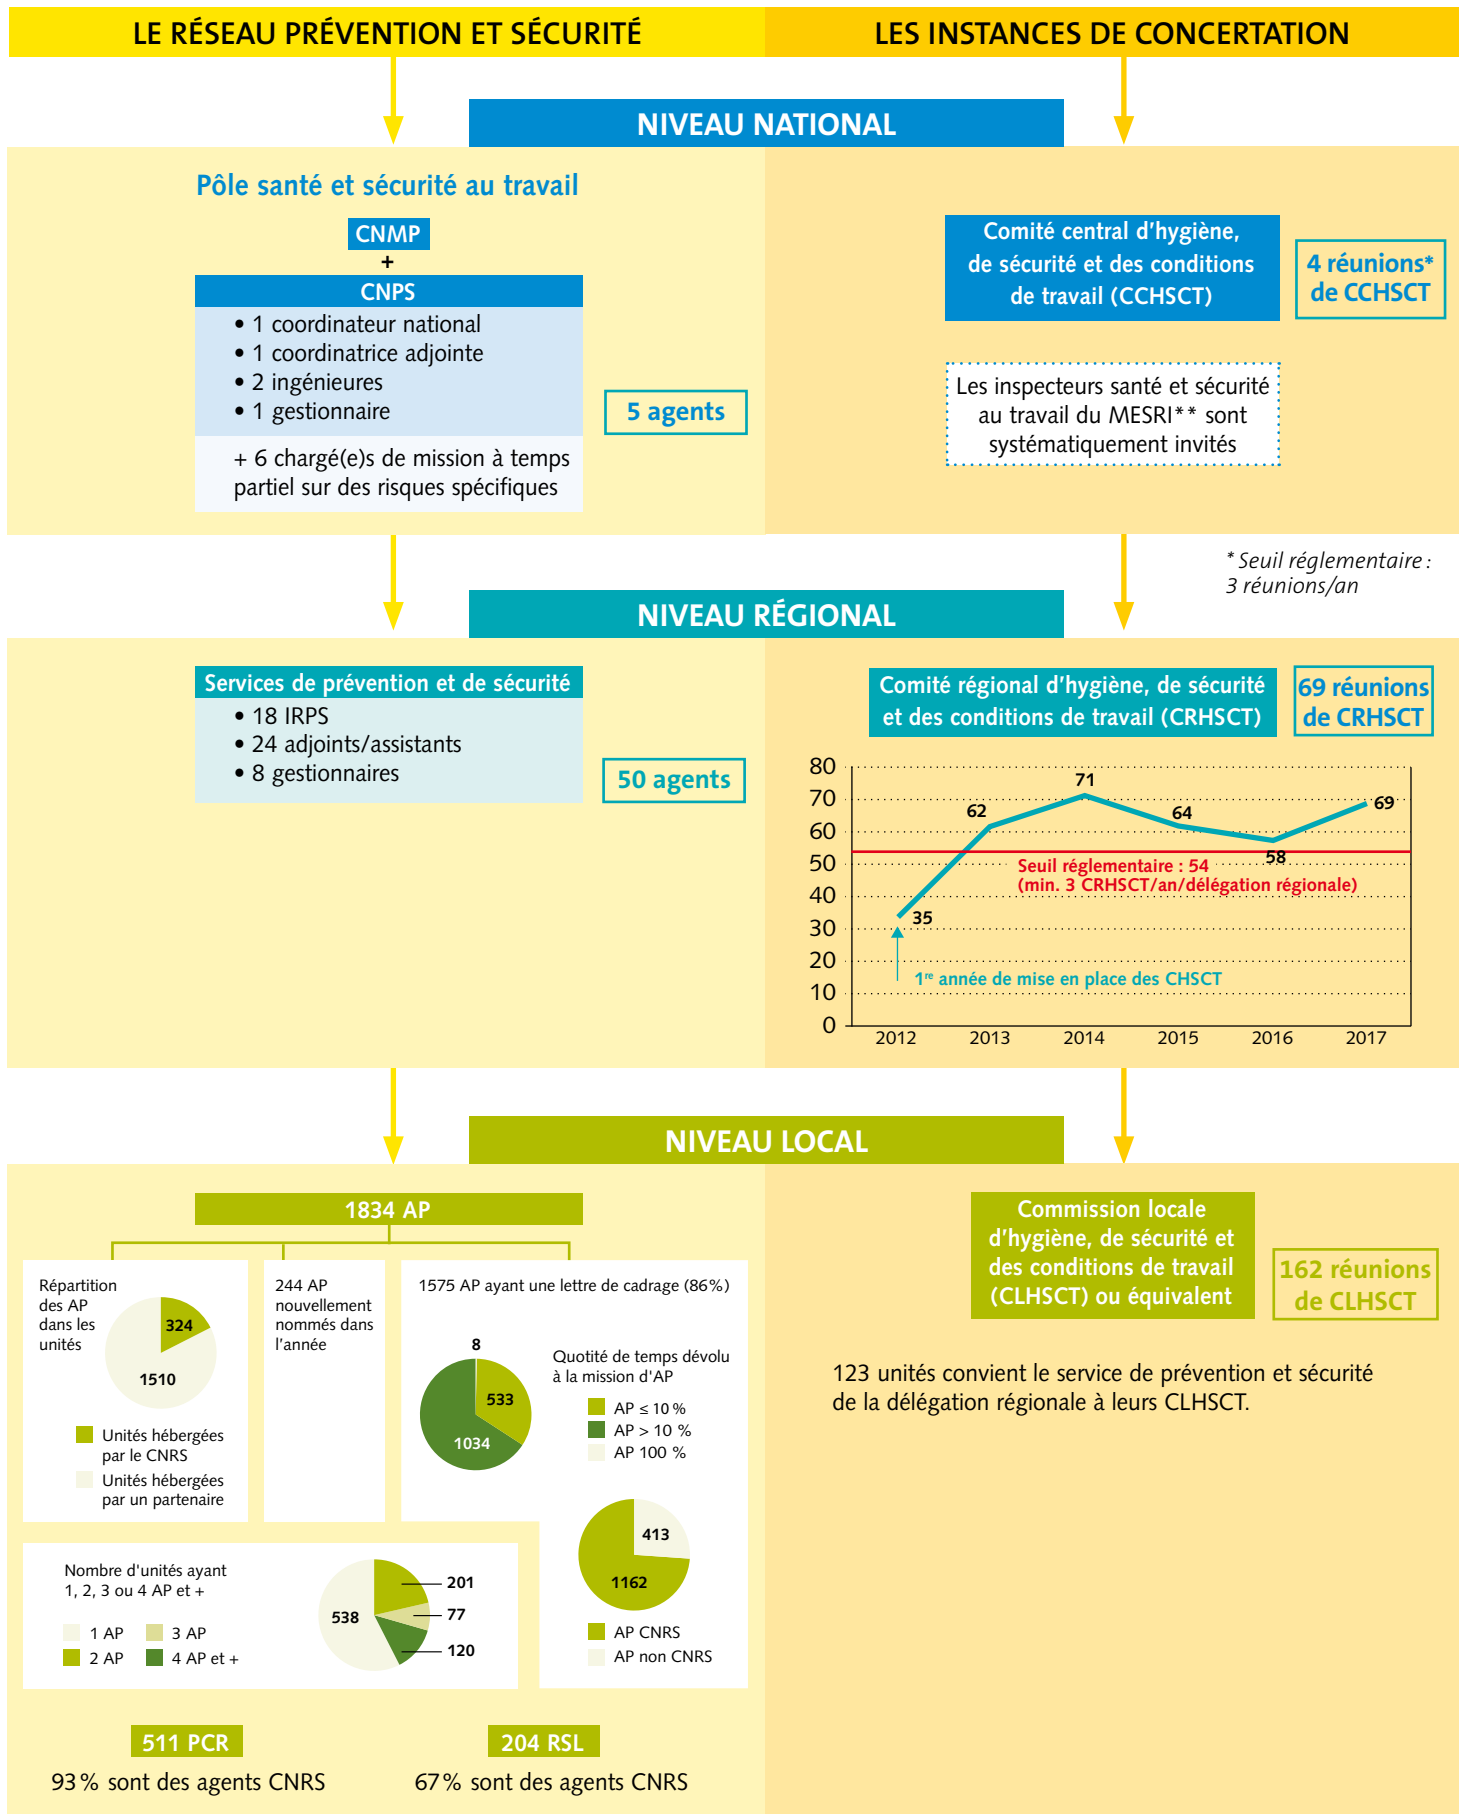 LE RÉSEAU PRÉVENTION ET SÉCURITÉ
LES INSTANCES DE CONCERTATION
NIVEAU NATIONAL
Pôle santé et sécurité au travail
CNMP
+
CNPS
• 1 coordinateur national
• 1 coordinatrice adjointe
• 2 ingénieures
• 1 gestionnaire
5 agents
+ 6 chargé(e)s de mission à temps
partiel sur des risques spécifiques
Comité central d'hygiène,
de sécurité et des conditions
de travail (CCHSCT)
4 réunions*
de CCHSCT
Les inspecteurs santé et sécurité
au travail du MESRI** sont
systématiquement invités
* Seuil réglementaire :
3 réunions/an
NIVEAU RÉGIONAL
Services de prévention et de sécurité
• 18 IRPS
• 24 adjoints/assistants
• 8 gestionnaires
50 agents
Comité régional d'hygiène, de sécurité
et des conditions de travail (CRHSCT)
69 réunions
de CRHSCT
80
70
60
50
40
30
20
10
0
35
62
71
64
58
69
Seuil réglementaire : 54
(min. 3 CRHSCT/an/délégation régionale)
1re année de mise en place des CHSCT
2012
2013
2014
2015
2016
2017
NIVEAU LOCAL
1834 AP
Répartition
des AP
dans les
unités
324
1510
Unités hébergées
par le CNRS
Unités hébergées
par un partenaire
244 AP
nouvellement
nommés dans
l'année
1575 AP ayant une lettre de cadrage (86%)
8
533
1034
Quotité de temps dévolu
à la mission d'AP
AP ≤ 10 %
AP > 10 %
AP 100 %
413
1162
AP CNRS
AP non CNRS
Nombre d'unités ayant
1, 2, 3 ou 4 AP et +
1 AP
3 AP
2 AP
4 AP et +
538
201
77
120
511 PCR
93 % sont des agents CNRS
204 RSL
67 % sont des agents CNRS
Commission locale
d'hygiène, de sécurité et
des conditions de travail
(CLHSCT) ou équivalent
162 réunions
de CLHSCT
123 unités convient le service de prévention et sécurité
de la délégation régionale à leurs CLHSCT.